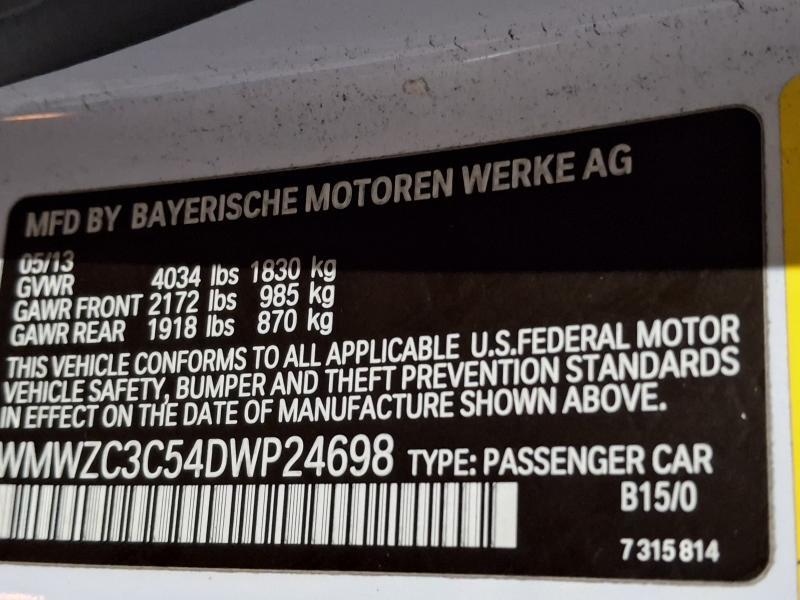 MFD BY BAYERISCHE MOTOREN WERKE AG
05/13
GVWR 4034 lbs 1830 kg
GAWR FRONT 2172 lbs 985 kg
GAWR REAR 1918 lbs 870 kg
THIS VEHICLE CONFORMS TO ALL APPLICABLE U.S.FEDERAL MOTOR
VEHICLE SAFETY, BUMPER AND THEFT PREVENTION STANDARDS
IN EFFECT ON THE DATE OF MANUFACTURE SHOWN ABOVE.
WMWZC3C54DWP24698 TYPE: PASSENGER CAR
B15/0
7 315 814